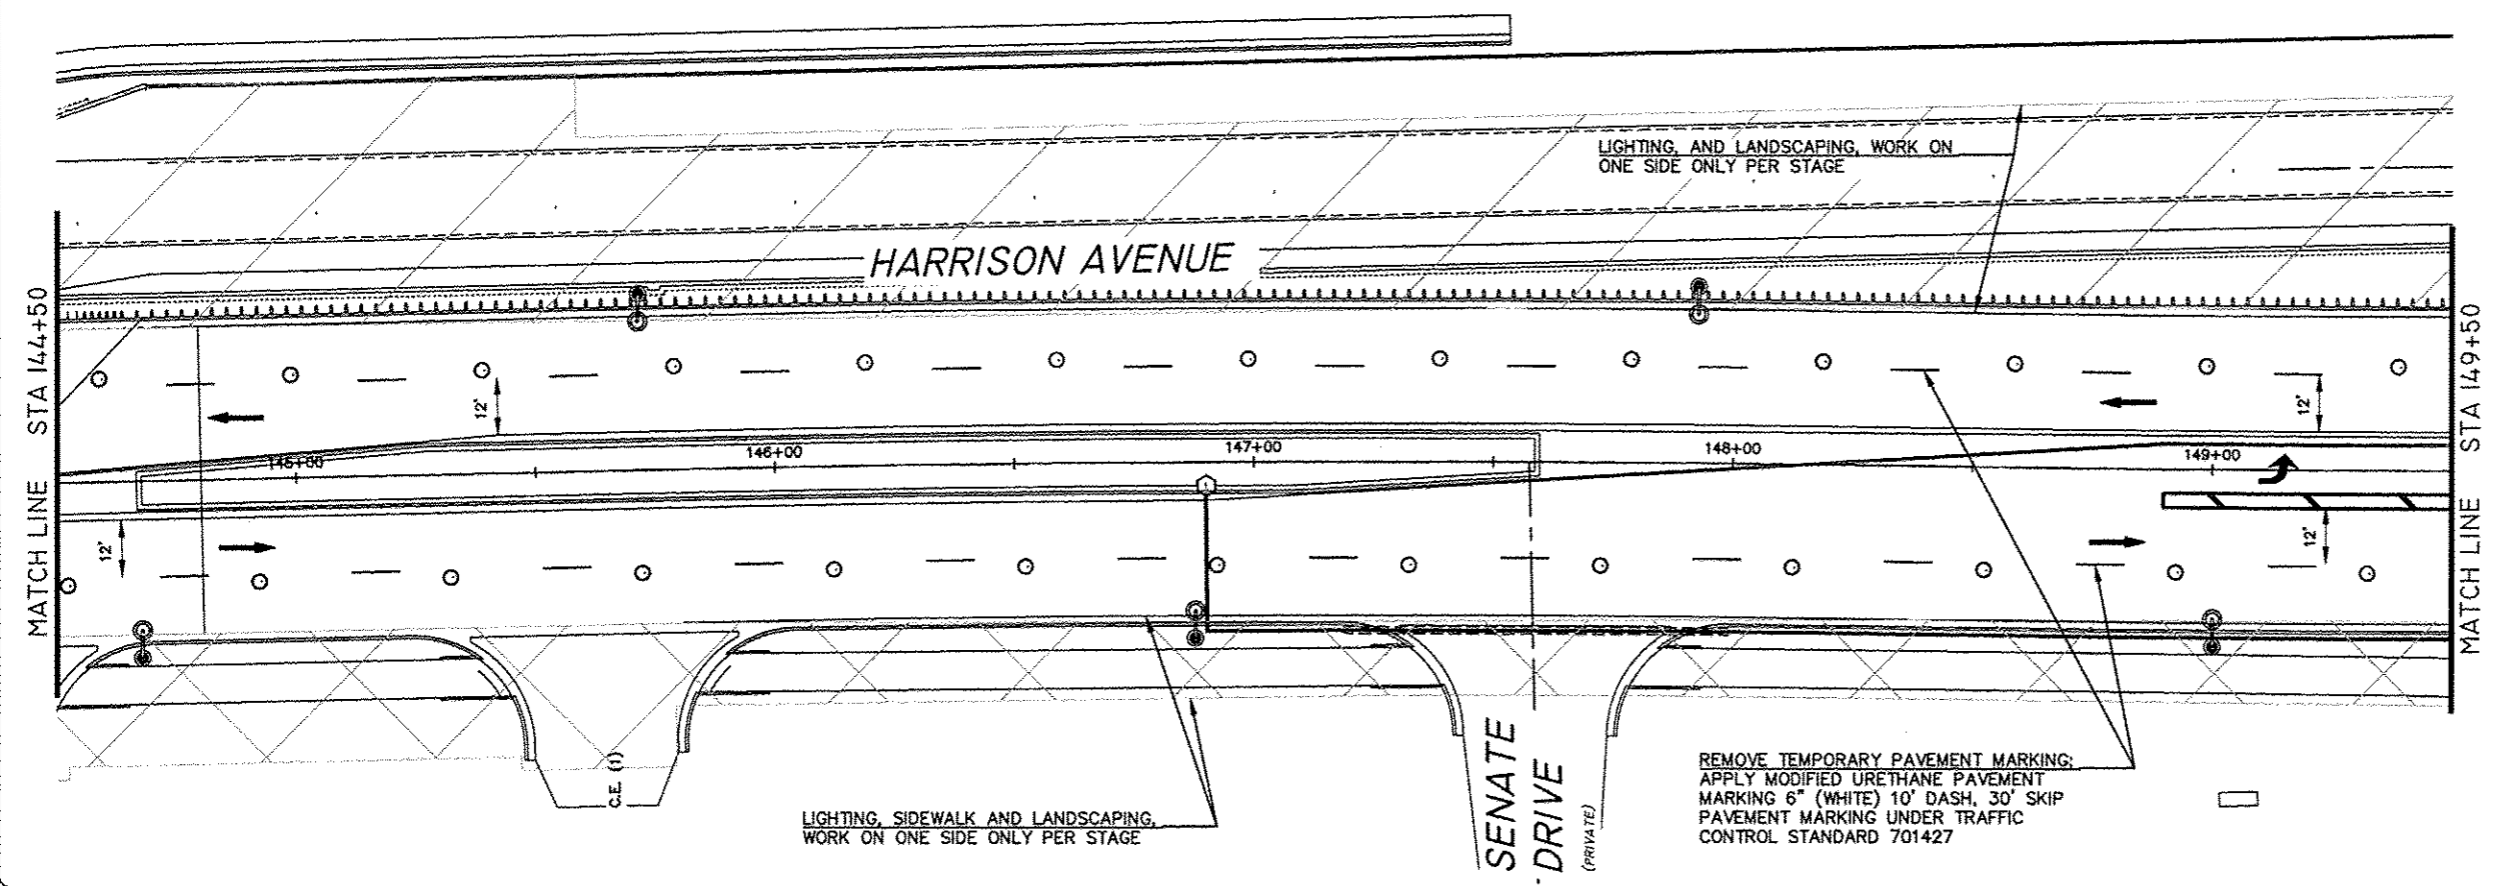 LIGHTING, AND LANDSCAPING, WORK ON
ONE SIDE ONLY PER STAGE
HARRISON AVENUE
MATCH LINE STA 144+50
MATCH LINE STA 149+50
12'
12'
145+00
146+00
147+00
148+00
149+00
12'
12'
C.E. (1)
SENATE
DRIVE
(PRIVATE)
LIGHTING, SIDEWALK AND LANDSCAPING,
WORK ON ONE SIDE ONLY PER STAGE
REMOVE TEMPORARY PAVEMENT MARKING;
APPLY MODIFIED URETHANE PAVEMENT
MARKING 6" (WHITE) 10' DASH, 30' SKIP
PAVEMENT MARKING UNDER TRAFFIC
CONTROL STANDARD 701427